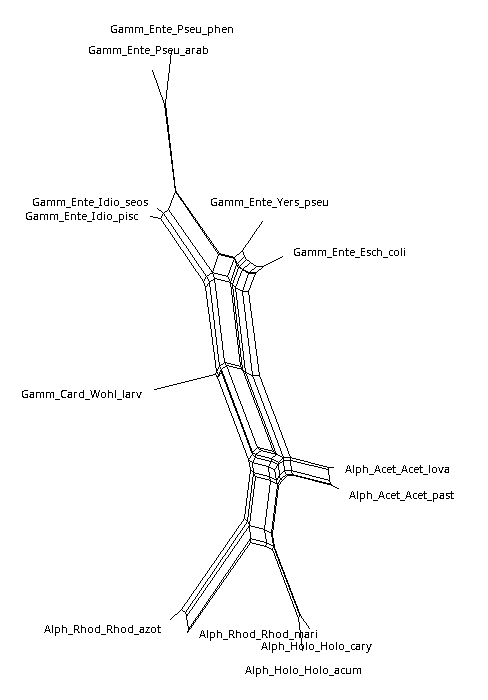 Gamm_Ente_Pseu_phen
Gamm_Ente_Pseu_arab
Gamm_Ente_Idio_seos
Gamm_Ente_Yers_pseu
Gamm_Ente_Idio_pisc
Gamm_Ente_Esch_coli
Gamm_Card_Wohl_larv
Alph_Acet_Acet_lova
Alph_Acet_Acet_past
Alph_Rhod_Rhod_azot
Alph_Rhod_Rhod_mari
Alph_Holo_Holo_cary
Alph_Holo_Holo_acum